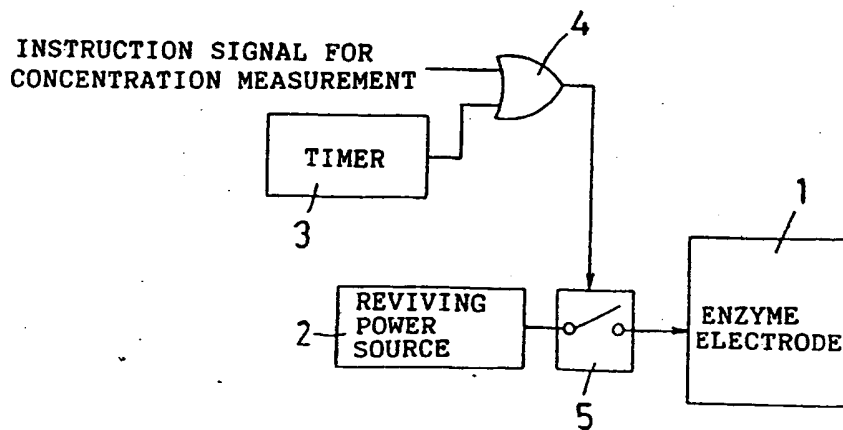 4
INSTRUCTION SIGNAL FOR
CONCENTRATION MEASUREMENT
TIMER
3
1
REVIVING
POWER
SOURCE
2
ENZYME
ELECTRODE
5